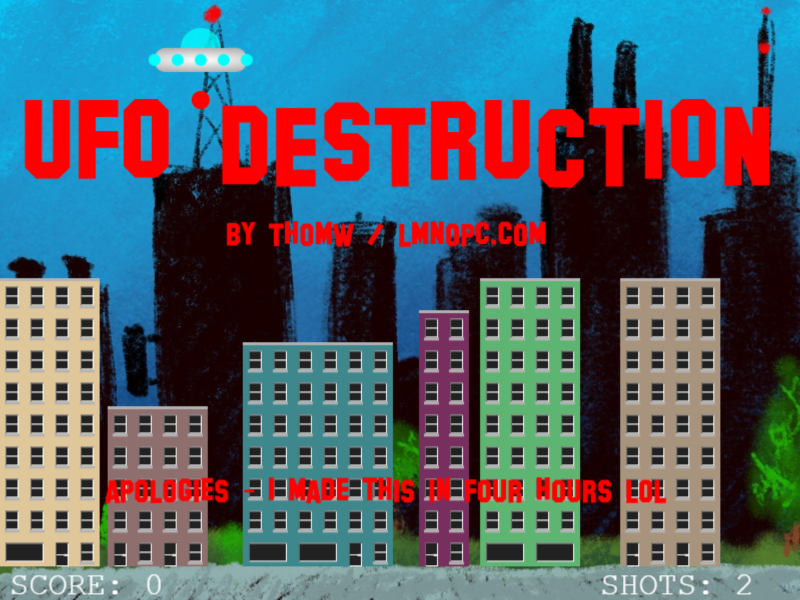 UFO DESTRUCTION
BY THOMW / LMNOPC.COM
APOLOGIES - I MADE THIS IN FOUR HOURS LOL
SCORE: 0 SHOTS: 2